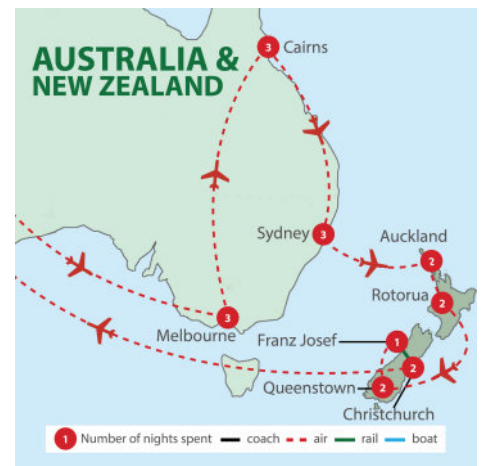 AUSTRALIA &
NEW ZEALAND
3
Cairns
Sydney
3
Auckland
2
Rotorua
2
3
Melbourne
Franz Josef
1
2
Queenstown
2
Christchurch
1 Number of nights spent coach air rail boat